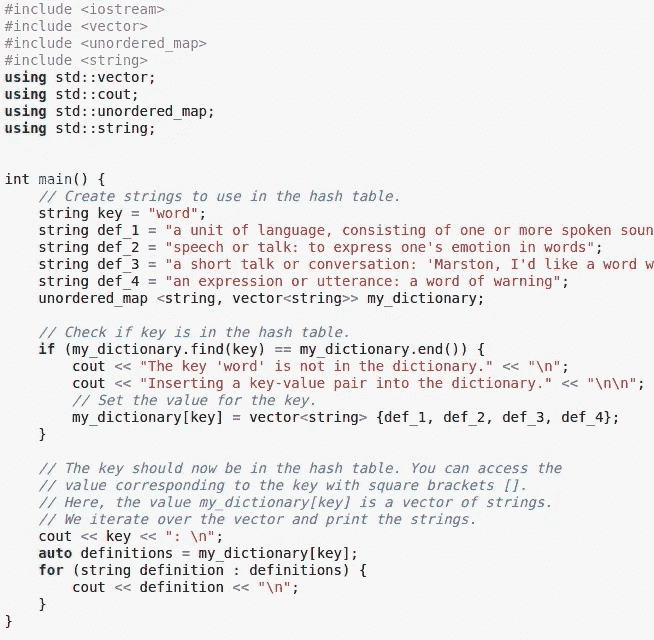 #include <iostream>
#include <vector>
#include <unordered_map>
#include <string>
using std::vector;
using std::cout;
using std::unordered_map;
using std::string;
int main() {
// Create strings to use in the hash table.
string key = "word";
string def_1 = "a unit of language, consisting of one or more spoken soun
string def_2 = "speech or talk: to express one's emotion in words";
string def_3 = "a short talk or conversation: 'Marston, I'd like a word w
string def_4 = "an expression or utterance: a word of warning";
unordered_map <string, vector<string>> my_dictionary;
// Check if key is in the hash table.
if (my_dictionary.find(key) == my_dictionary.end()) {
cout << "The key 'word' is not in the dictionary." << "\n";
cout << "Inserting a key-value pair into the dictionary." << "\n\n";
// Set the value for the key.
my_dictionary[key] = vector<string> {def_1, def_2, def_3, def_4};
}
// The key should now be in the hash table. You can access the
// value corresponding to the key with square brackets [].
// Here, the value my_dictionary[key] is a vector of strings.
// We iterate over the vector and print the strings.
cout << key << ": \n";
auto definitions = my_dictionary[key];
for (string definition : definitions) {
cout << definition << "\n";
}
}